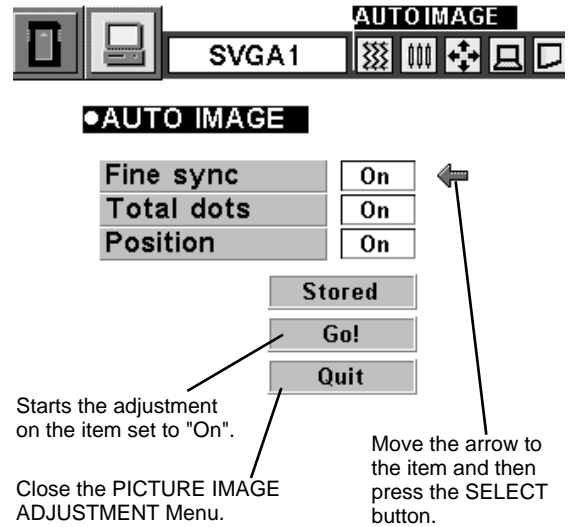 AUTO IMAGE
SVGA1
●AUTO IMAGE
Fine sync On
Total dots On
Position On
Stored
Go!
Quit
Starts the adjustment
on the item set to "On".
Close the PICTURE IMAGE
ADJUSTMENT Menu.
Move the arrow to
the item and then
press the SELECT
button.